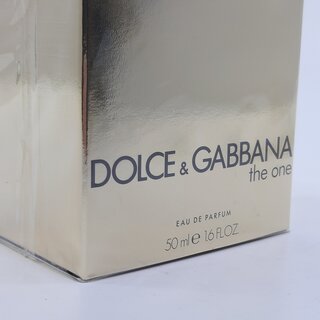 DOLCE & GABBANA
the one
EAU DE PARFUM
50 ml ℮ 1.6 FL.OZ.